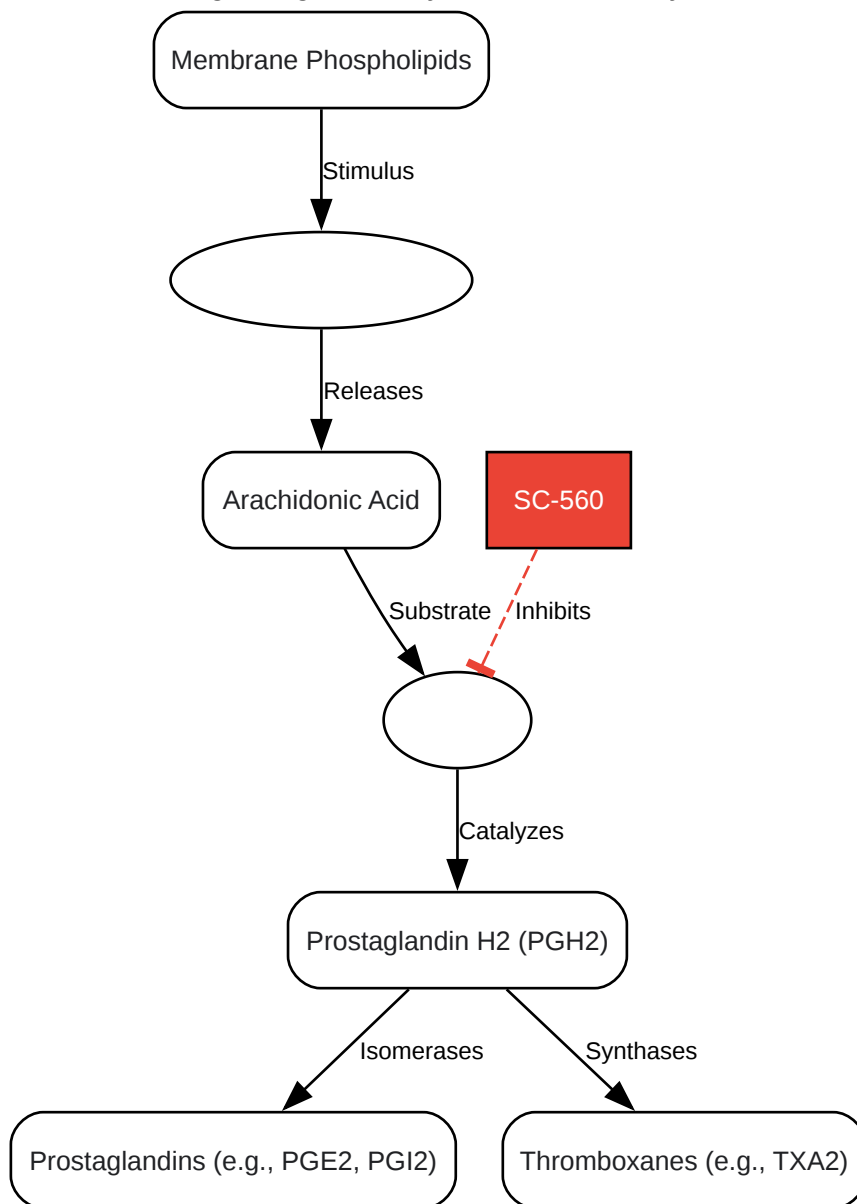 Membrane Phospholipids
Stimulus
Releases
Arachidonic Acid
SC-560
Substrate
Inhibits
Catalyzes
Prostaglandin H2 (PGH2)
Isomerases
Synthases
Prostaglandins (e.g., PGE2, PGI2)
Thromboxanes (e.g., TXA2)